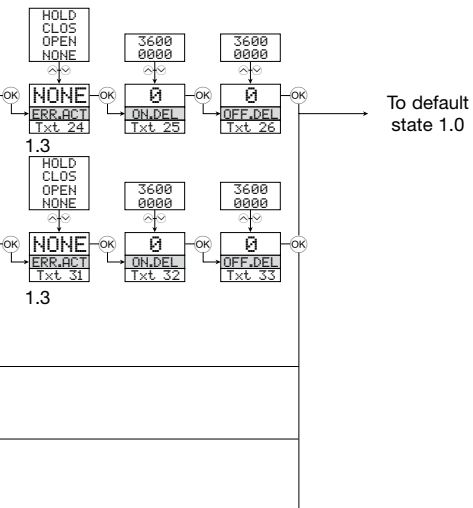 HOLD
CLOS
OPEN
NONE
3600
0000
3600
0000
OK NONE OK 0 OK 0 OK
ERR.ACT ON.DEL OFF.DEL
Txt 24 Txt 25 Txt 26
1.3
To default
state 1.0
HOLD
CLOS
OPEN
NONE
3600
0000
3600
0000
OK NONE OK 0 OK 0 OK
ERR.ACT ON.DEL OFF.DEL
Txt 31 Txt 32 Txt 33
1.3